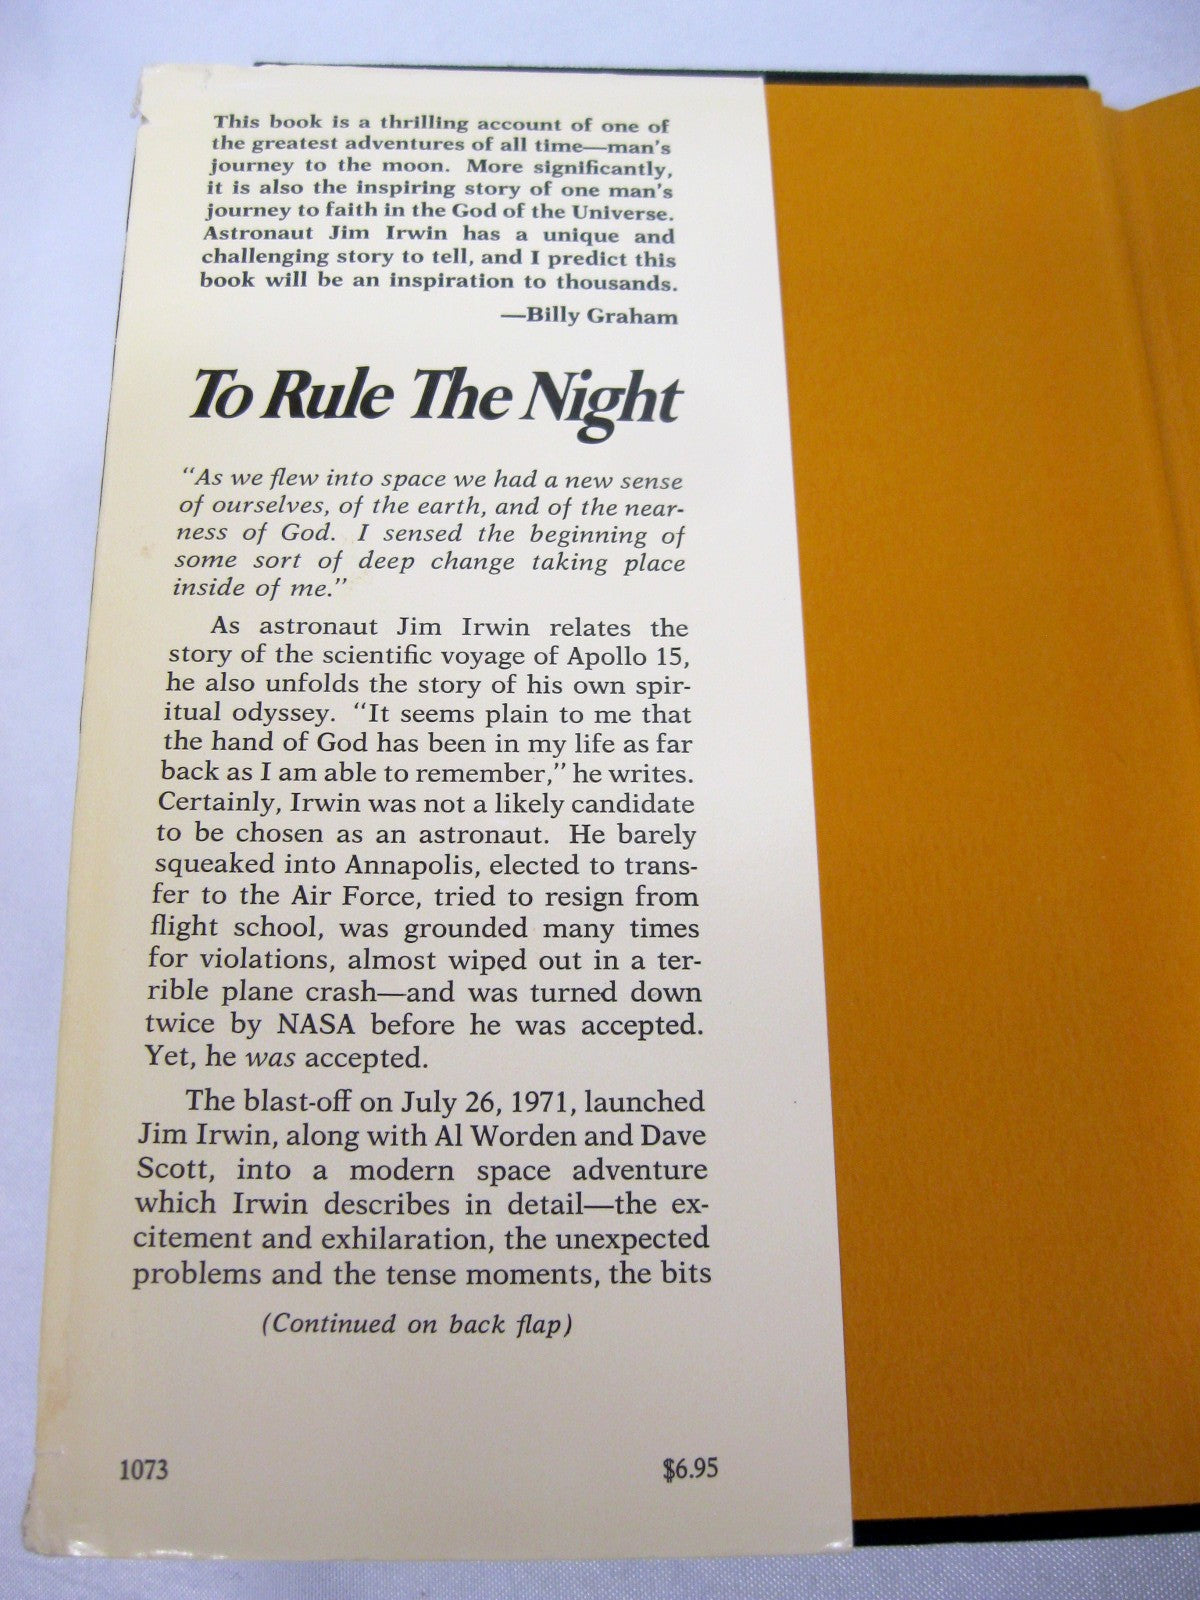 This book is a thrilling account of one of
the greatest adventures of all time—man's
journey to the moon. More significantly,
it is also the inspiring story of one man's
journey to faith in the God of the Universe.
Astronaut Jim Irwin has a unique and
challenging story to tell, and I predict this
book will be an inspiration to thousands.
—Billy Graham
To Rule The Night
"As we flew into space we had a new sense
of ourselves, of the earth, and of the near-
ness of God. I sensed the beginning of
some sort of deep change taking place
inside of me."
As astronaut Jim Irwin relates the
story of the scientific voyage of Apollo 15,
he also unfolds the story of his own spir-
itual odyssey. "It seems plain to me that
the hand of God has been in my life as far
back as I am able to remember," he writes.
Certainly, Irwin was not a likely candidate
to be chosen as an astronaut. He barely
squeaked into Annapolis, elected to trans-
fer to the Air Force, tried to resign from
flight school, was grounded many times
for violations, almost wiped out in a ter-
rible plane crash—and was turned down
twice by NASA before he was accepted.
Yet, he was accepted.
The blast-off on July 26, 1971, launched
Jim Irwin, along with Al Worden and Dave
Scott, into a modern space adventure
which Irwin describes in detail—the ex-
citement and exhilaration, the unexpected
problems and the tense moments, the bits
(Continued on back flap)
1073 $6.95